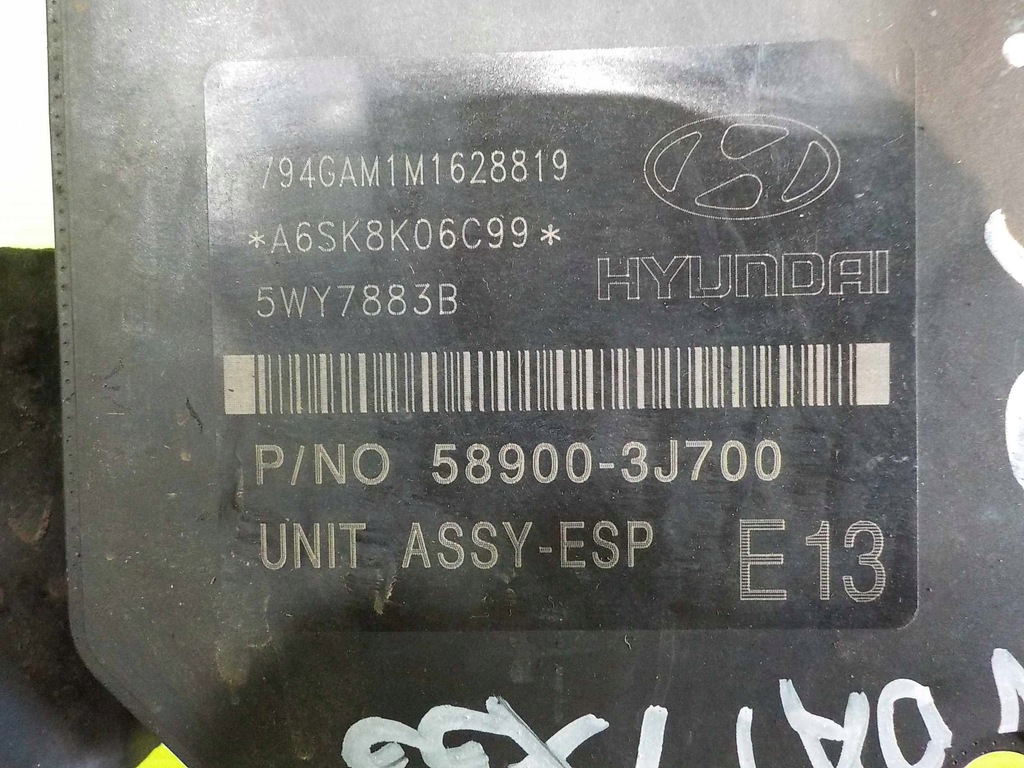 794GAM1M1628819
*A6SK8K06C99*
5WY7883B
HYUNDAI
P/NO 58900-3J700
UNIT ASSY-ESP
E13